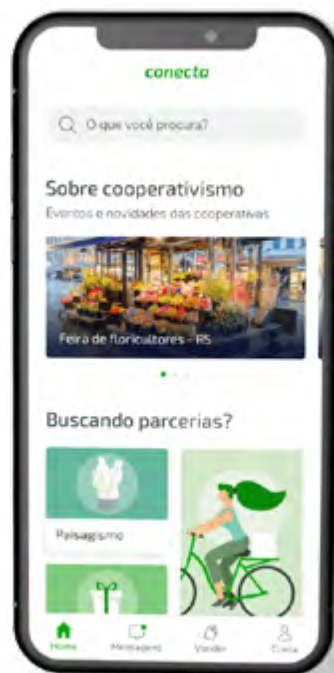 conecta
O que você procura?
Sobre cooperativismo
Eventos e novidades das cooperativas
Feira de floricultores - RS
Buscando parcerias?
Paisagismo
Home
Mensagens
Vender
Conta